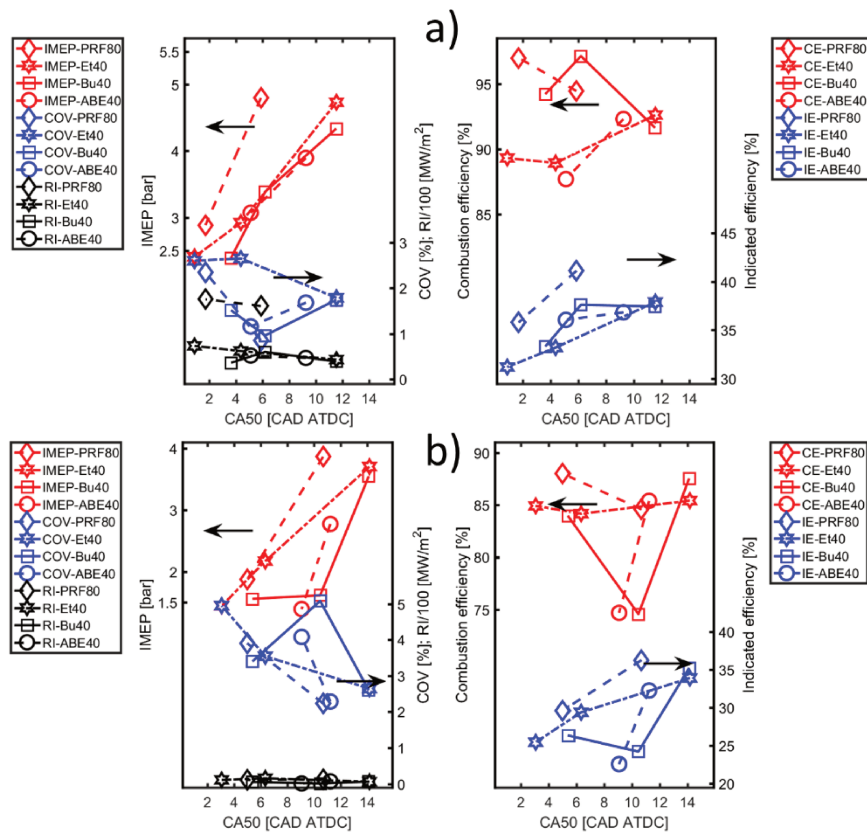 a)
IMEP-PRF80
IMEP-Et40
IMEP-Bu40
IMEP-ABE40
COV-PRF80
COV-Et40
COV-Bu40
COV-ABE40
RI-PRF80
RI-Et40
RI-Bu40
RI-ABE40
IMEP [bar]
5.5
5
4
3
2.5
COV [%]; RI/100 [MW/m²]
3
2
1
0
2 4 6 8 10 12 14
CA50 [CAD ATDC]
Combustion efficiency [%]
95
90
85
Indicated efficiency [%]
45
40
35
30
2 4 6 8 10 12 14
CA50 [CAD ATDC]
CE-PRF80
CE-Et40
CE-Bu40
CE-ABE40
IE-PRF80
IE-Et40
IE-Bu40
IE-ABE40
b)
IMEP-PRF80
IMEP-Et40
IMEP-Bu40
IMEP-ABE40
COV-PRF80
COV-Et40
COV-Bu40
COV-ABE40
RI-PRF80
RI-Et40
RI-Bu40
RI-ABE40
IMEP [bar]
4
3
2
1.5
COV [%]; RI/100 [MW/m²]
5
4
3
2
1
0
2 4 6 8 10 12 14
CA50 [CAD ATDC]
Combustion efficiency [%]
90
85
80
75
Indicated efficiency [%]
40
35
30
25
20
2 4 6 8 10 12 14
CA50 [CAD ATDC]
CE-PRF80
CE-Et40
CE-Bu40
CE-ABE40
IE-PRF80
IE-Et40
IE-Bu40
IE-ABE40